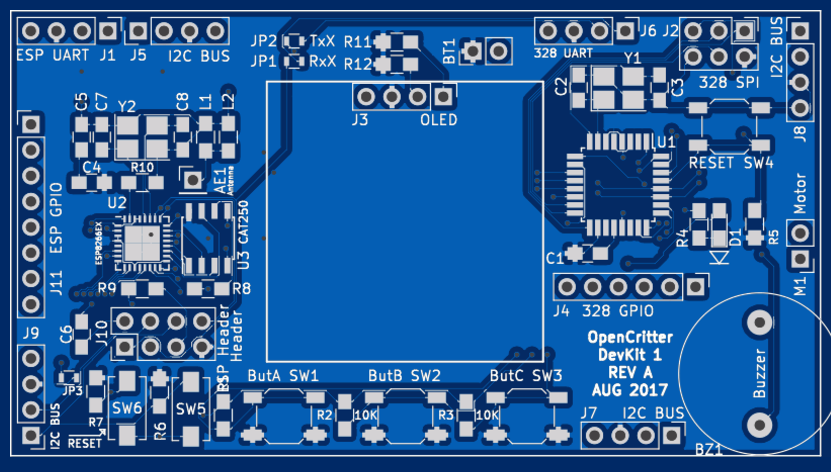 ESP UART J1 J5 I2C BUS
JP2 TxX
JP1 RxX
R11
R12
BT1
328 UART
J6 J2
I2C BUS
328 SPI
Y1
C2
C3
J3 OLED
J8
C5
C7
Y2
C8
L1
L2
C4
R10
AE1
Antenna
U1
RESET SW4
U2
ESP8266EX
U3 CAT250
J11 ESP GPIO
R9
R8
C1
R4
D1
R5
Motor
M1
J4 328 GPIO
C6
J10
Header
ESP Header
J9
I2C BUS
JP3
R7
RESET
SW6
R6
SW5
ButA SW1
ButB SW2
ButC SW3
R2
10K
R3
10K
OpenCritter
DevKit 1
REV A
AUG 2017
J7 I2C BUS
Buzzer
BZ1